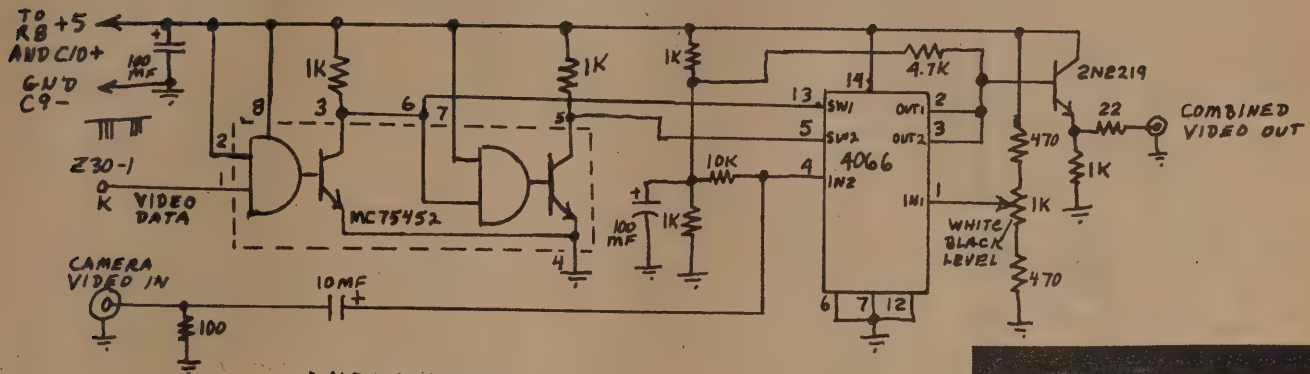 TO
R8 +5
AND C10+
100
MF
GND
C9-
Z30-1
K
VIDEO
DATA
1
2
8
1K
3
MC75452
6
7
1K
5
4
CAMERA
VIDEO IN
100
10MF
+
1K
+
100
MF
1K
10K
4.7K
14
13
SW1
5
SW2
4
IN2
4066
OUT1
2
OUT2
3
IN1
1
6
7
12
470
1K
WHITE
BLACK
LEVEL
470
2N2219
22
1K
COMBINED
VIDEO OUT